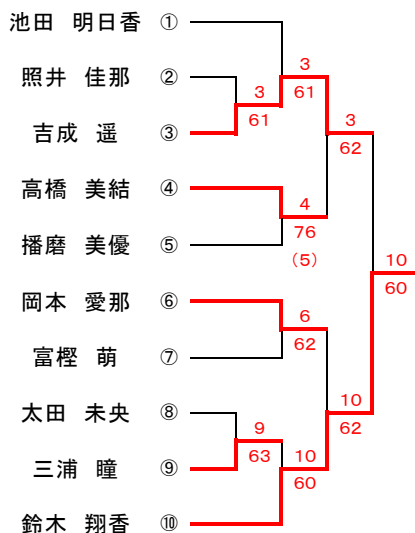 池田 明日香 ①
3
照井 佳那 ②
61
3
3
61
62
吉成 遥 ③
高橋 美結 ④
4
76
(5)
播磨 美優 ⑤
10
60
岡本 愛那 ⑥
6
62
富樫 萌 ⑦
太田 未央 ⑧
10
62
9
63
10
60
三浦 瞳 ⑨
鈴木 翔香 ⑩